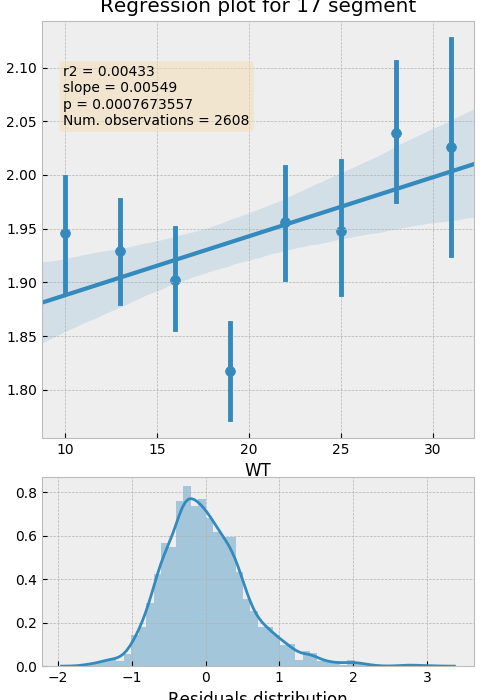 Regression plot for 17 segment
2.10
2.05
2.00
1.95
1.90
1.85
1.80
r2 = 0.00433
slope = 0.00549
p = 0.0007673557
Num. observations = 2608
10 15 20 25 30
WT
0.8
0.6
0.4
0.2
0.0
−2 −1 0 1 2 3
Residuals distribution